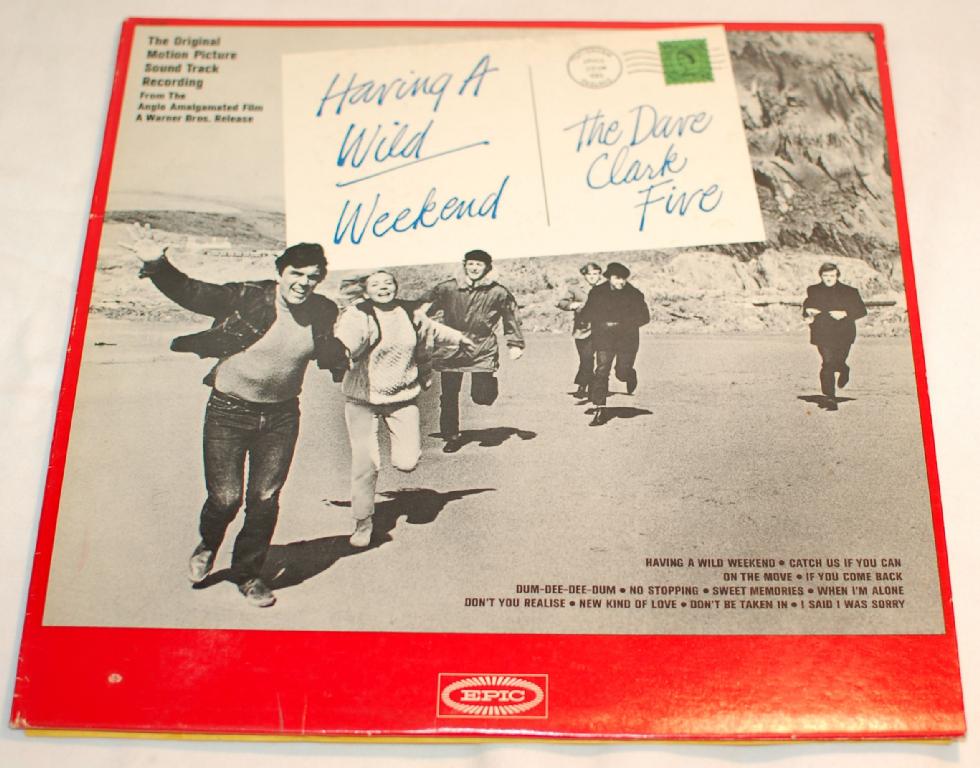 The Original
Motion Picture
Sound Track
Recording
From The
Anglo Amalgamated Film
A Warner Bros. Release
Having A
Wild
Weekend
The Dave
Clark
Five
HAVING A WILD WEEKEND • CATCH US IF YOU CAN
ON THE MOVE • IF YOU COME BACK
DUM-DEE-DEE-DUM • NO STOPPING • SWEET MEMORIES • WHEN I'M ALONE
DON'T YOU REALISE • NEW KIND OF LOVE • DON'T BE TAKEN IN • I SAID I WAS SORRY
EPIC